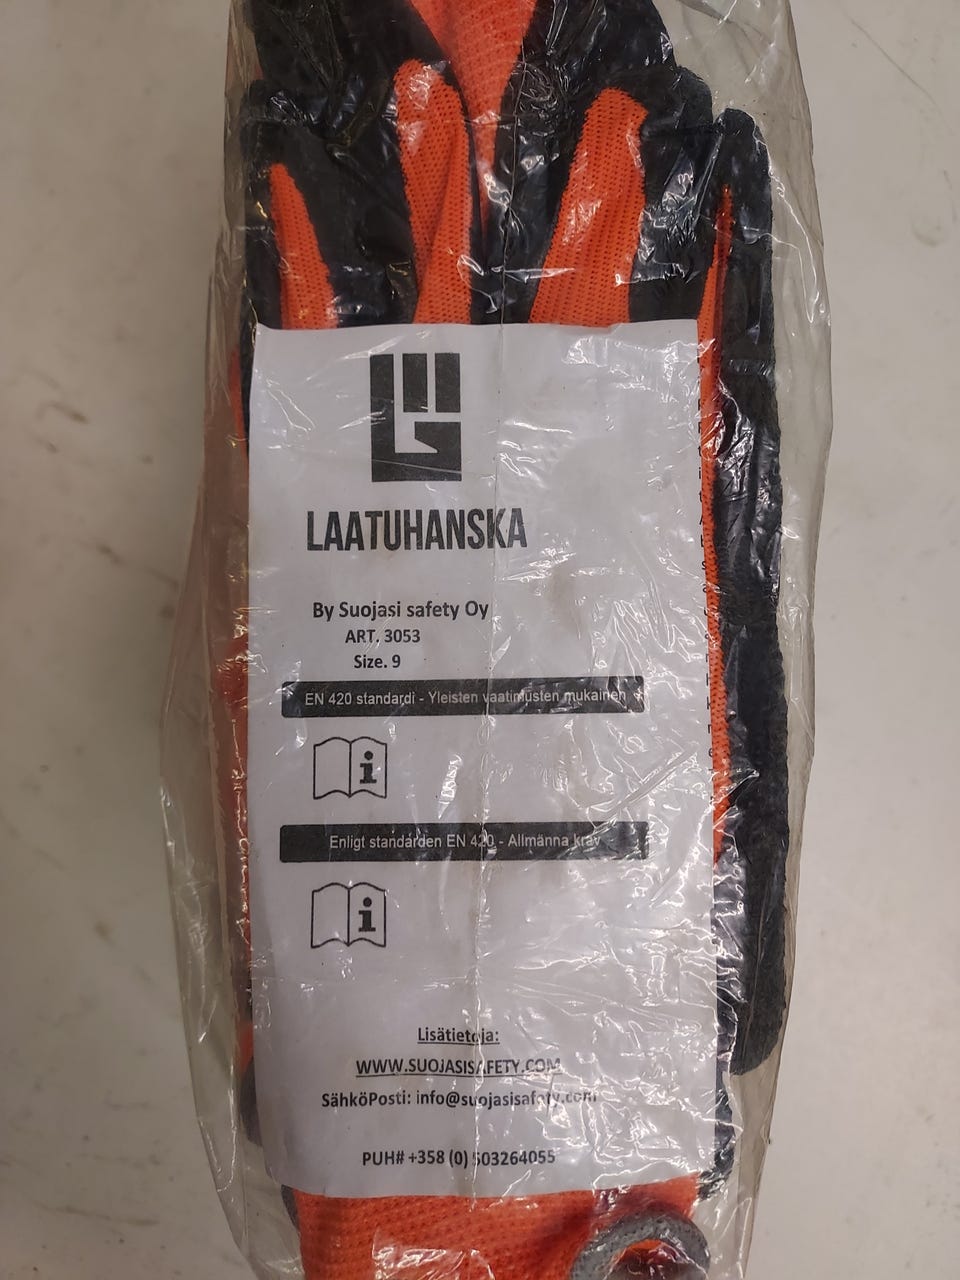 LAATUHANSKA
By Suojasi safety Oy
ART. 3053
Size. 9
EN 420 standardi - Yleisten vaatimusten mukainen
i
Enligt standarden EN 420 - Allmänna krav
i
Lisätietoja:
WWW.SUOJASISAFETY.COM
SähköPosti: info@suojasisafety.com
PUH# +358 (0) 503264055